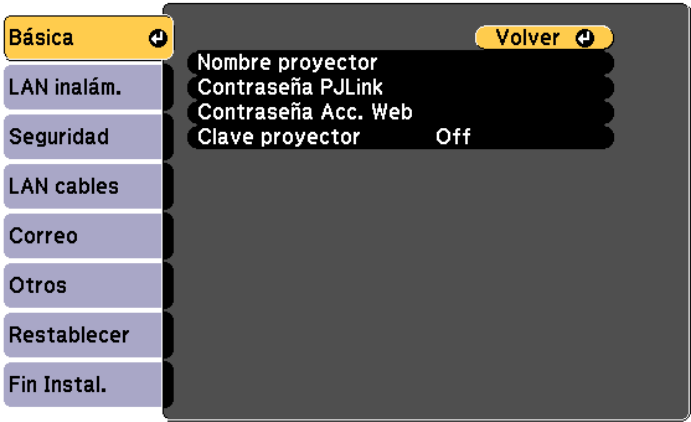 Básica
LAN inalám.
Seguridad
LAN cables
Correo
Otros
Restablecer
Fin Instal.
Volver
Nombre proyector
Contraseña PJLink
Contraseña Acc. Web
Clave proyector Off